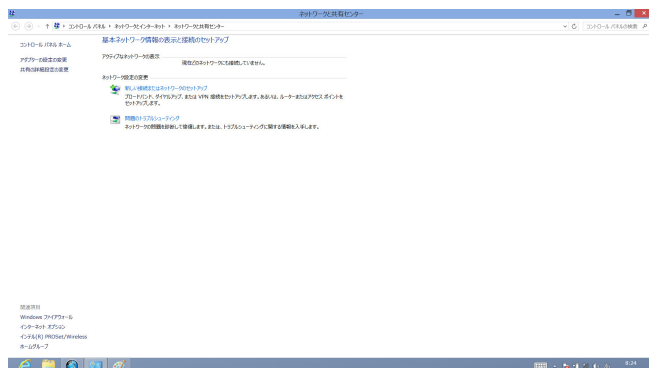 ネットワークと共有センター
コントロール パネル ▸ ネットワークとインターネット ▸ ネットワークと共有センター
コントロール パネルの検索
コントロール パネル ホーム
アダプターの設定の変更
共有の詳細設定の変更
基本ネットワーク情報の表示と接続のセットアップ
アクティブなネットワークの表示
現在どのネットワークにも接続していません。
ネットワーク設定の変更
新しい接続またはネットワークのセットアップ
ブロードバンド、ダイヤルアップ、または VPN 接続をセットアップします。あるいは、ルーターまたはアクセス ポイントを
セットアップします。
問題のトラブルシューティング
ネットワークの問題を診断して修復します。または、トラブルシューティングに関する情報を入手します。
関連項目
Windows ファイアウォール
インターネット オプション
インテル(R) PROSet/Wireless
ホームグループ
8:24